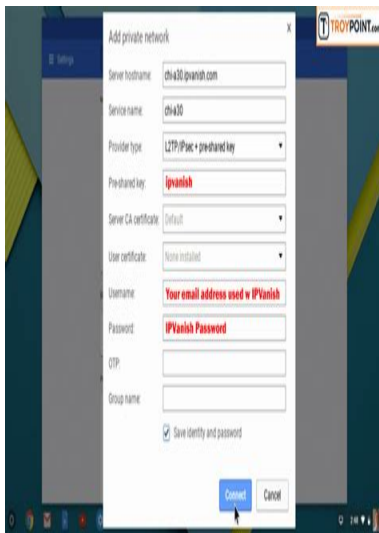 Add private network
X
TROYPOINT.com
Settings
Server hostname: chi-a30.ipvanish.com
Service name: chi-a30
Provider type: L2TP/IPsec + pre-shared key
Pre-shared key: ipvanish
Server CA certificate: Default
User certificate: None installed
Username: Your email address used w IPVanish
Password: IPVanish Password
OTP:
Group name:
Save identity and password
Connect Cancel